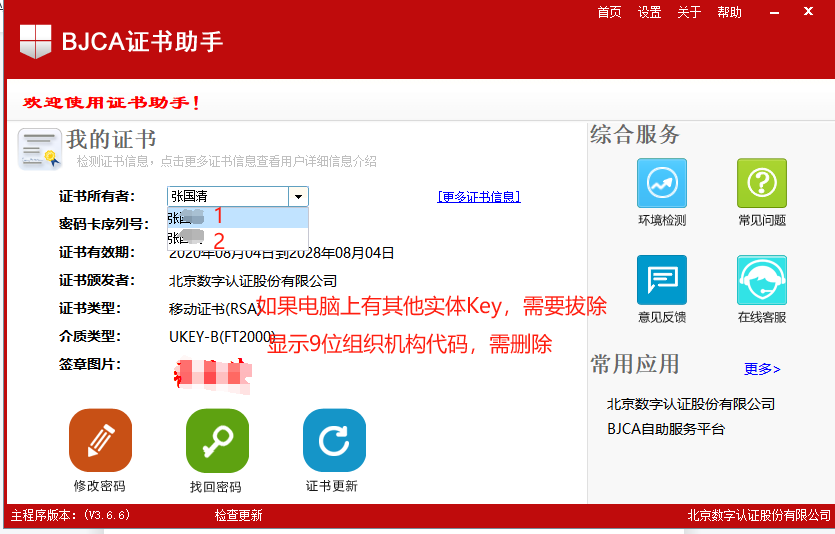 首页 设置 关于 帮助
BJCA证书助手
欢迎使用证书助手!
我的证书
检测证书信息，点击更多证书信息查看用户详细信息介绍
证书所有者：
张国清
[更多证书信息]
张 1
张 2
密码卡序列号：
证书有效期：
2020年08月04日到2028年08月04日
证书颁发者：
北京数字认证股份有限公司
证书类型：
移动证书(RSA)
如果电脑上有其他实体Key，需要拔除
介质类型：
UKEY-B(FT2000)
显示9位组织机构代码，需删除
签章图片：
修改密码
找回密码
证书更新
综合服务
环境检测
常见问题
意见反馈
在线客服
常用应用
更多>
北京数字认证股份有限公司
BJCA自助服务平台
主程序版本：(V3.6.6)
检查更新
北京数字认证股份有限公司